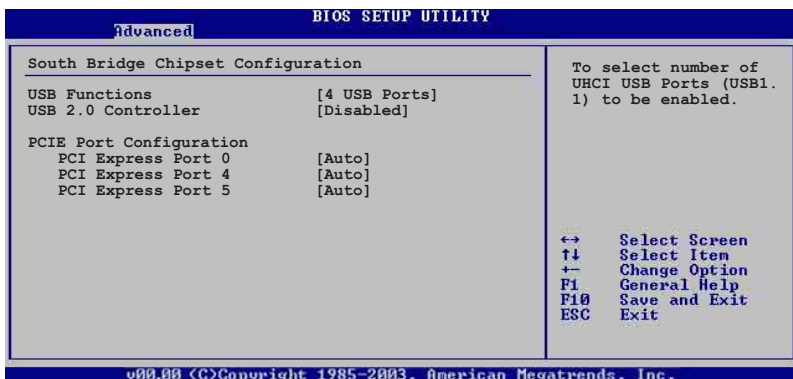 BIOS SETUP UTILITY
Advanced
South Bridge Chipset Configuration
USB Functions [4 USB Ports]
USB 2.0 Controller [Disabled]
PCIE Port Configuration
PCI Express Port 0 [Auto]
PCI Express Port 4 [Auto]
PCI Express Port 5 [Auto]
To select number of
UHCI USB Ports (USB1.
1) to be enabled.
↔ Select Screen
↑↓ Select Item
+- Change Option
F1 General Help
F10 Save and Exit
ESC Exit
v00.00 (C)Copyright 1985-2003, American Megatrends, Inc.